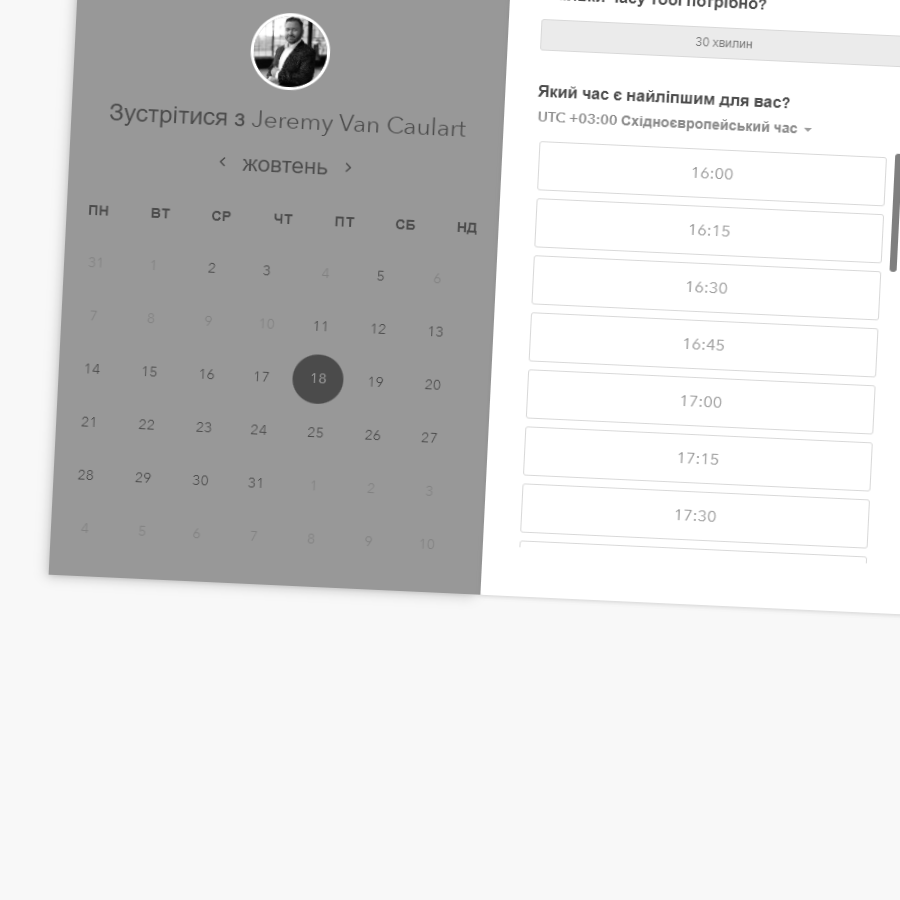 Зустрітися з Jeremy Van Caulart
жовтень
ПН ВТ СР ЧТ ПТ СБ НД
31 1 2 3 4 5 6
7 8 9 10 11 12 13
14 15 16 17 18 19 20
21 22 23 24 25 26 27
28 29 30 31 1 2 3
4 5 6 7 8 9 10
часу тобі потрібно?
30 хвилин
Який час є найліпшим для вас?
UTC +03:00 Східноєвропейський час
16:00
16:15
16:30
16:45
17:00
17:15
17:30